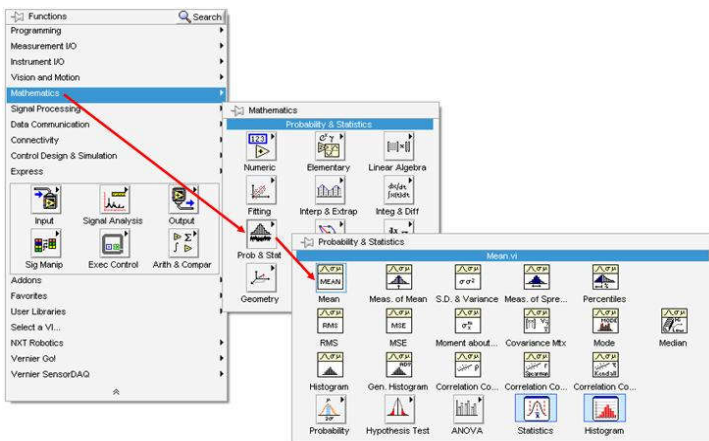 Functions
Search
Programming
Measurement I/O
Instrument I/O
Vision and Motion
Mathematics
Signal Processing
Data Communication
Connectivity
Control Design & Simulation
Express
Input Signal Analysis Output
Sig Manip Exec Control Arith & Compar
Addons
Favorites
User Libraries
Select a VI...
NXT Robotics
Vernier Go!
Vernier SensorDAQ
Mathematics
Probability & Statistics
123
Numeric Elementary Linear Algebra
Fitting Interp & Extrap Integ & Diff
Prob & Stat
Geometry
Probability & Statistics
Mean.vi
MEAN
Mean Meas. of Mean S.D. & Variance Meas. of Spre... Percentiles
RMS MSE MODE
RMS MSE Moment about... Covariance Mtx Mode Median
Histogram Gen. Histogram Correlation Co... Correlation Co... Correlation Co...
Probability Hypothesis Test ANOVA Statistics Histogram